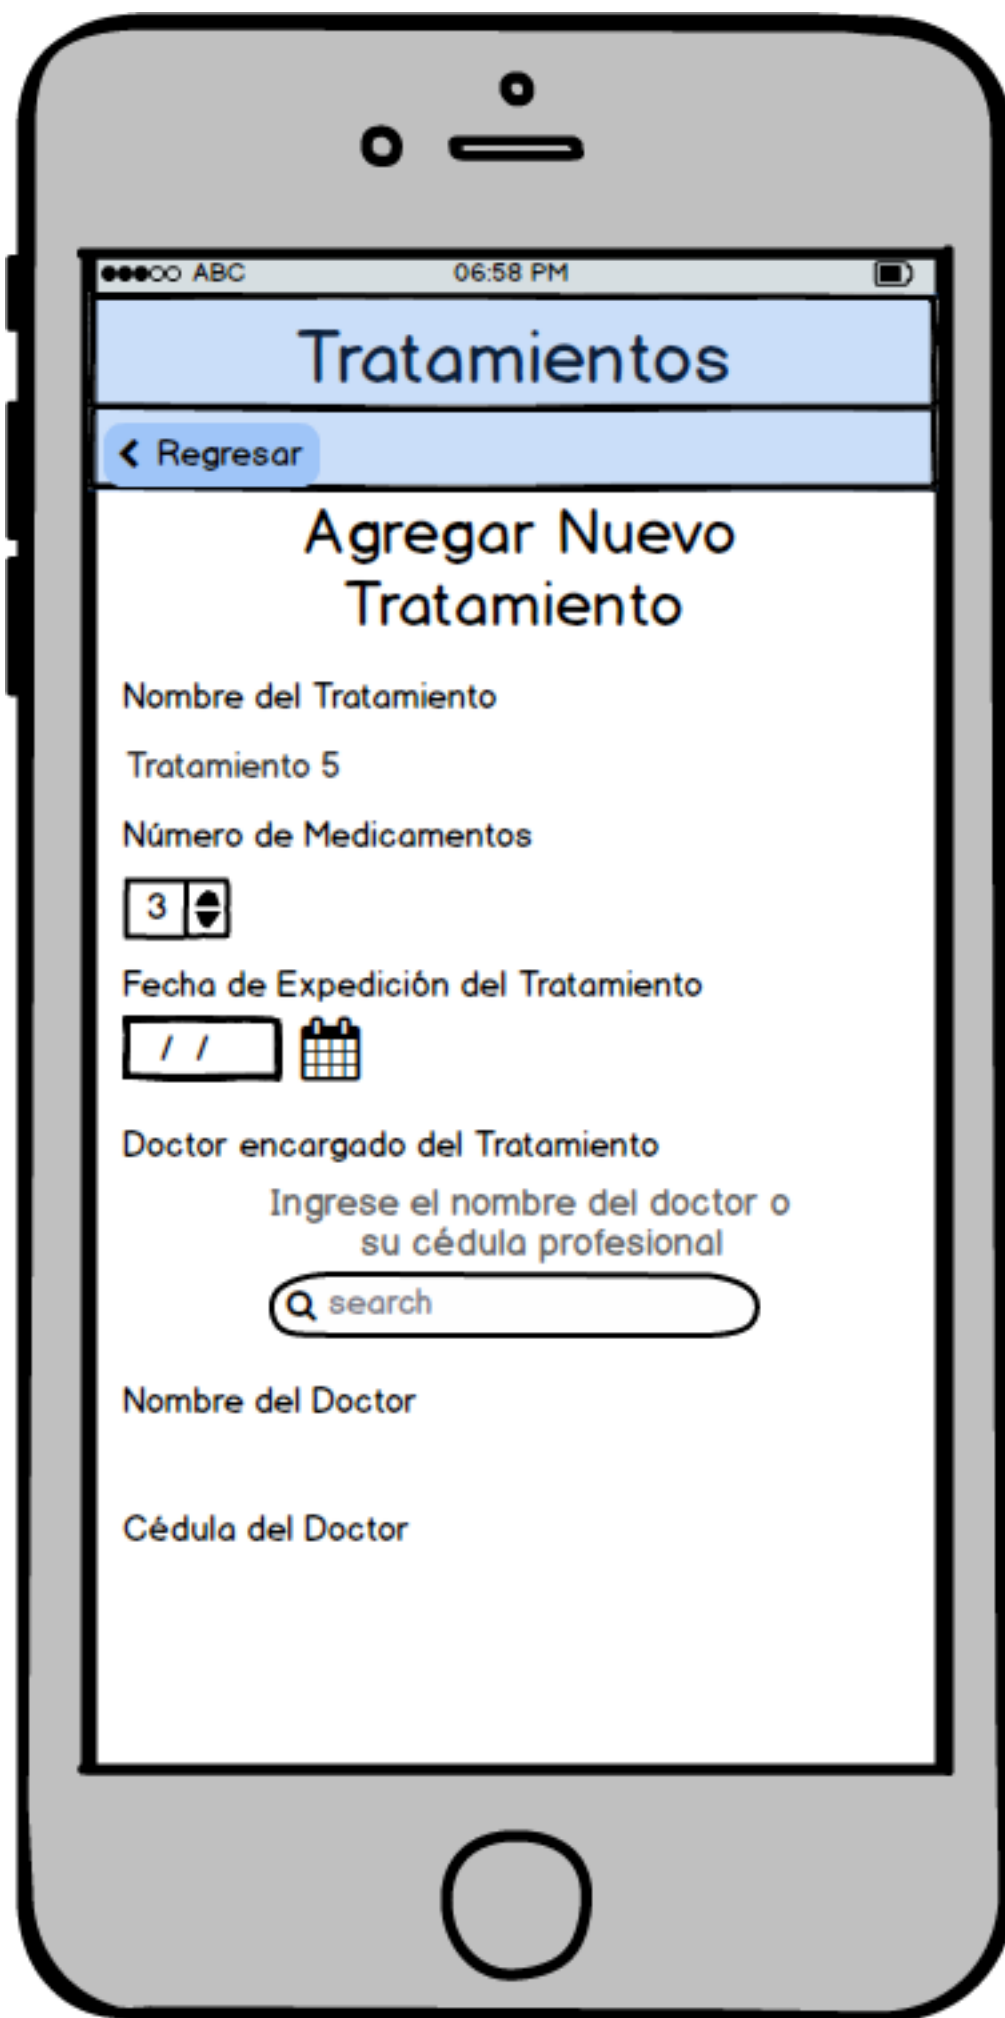 ABC 06:58 PM
Tratamientos
Regresar
Agregar Nuevo
Tratamiento
Nombre del Tratamiento
Tratamiento 5
Número de Medicamentos
3
Fecha de Expedición del Tratamiento
/ /
Doctor encargado del Tratamiento
Ingrese el nombre del doctor o
su cédula profesional
search
Nombre del Doctor
Cédula del Doctor